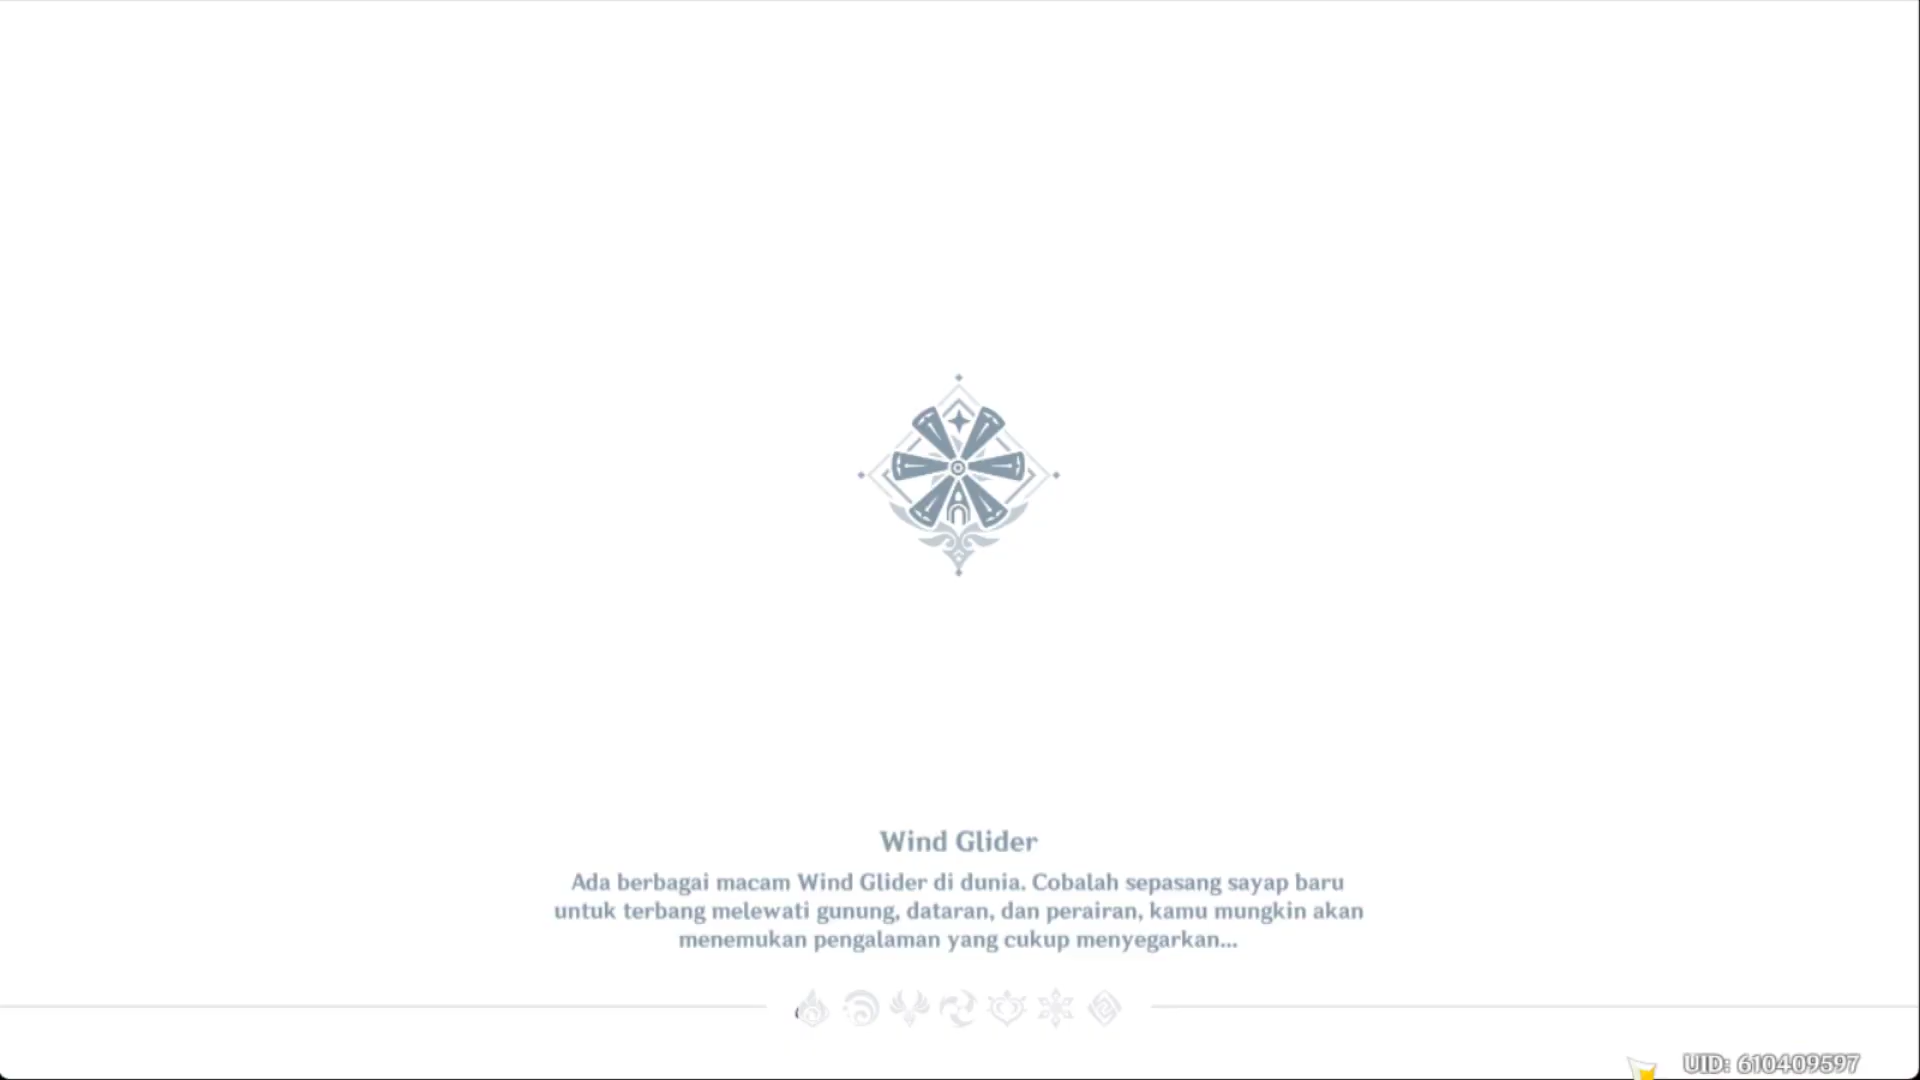 Wind Glider
Ada berbagai macam Wind Glider di dunia. Cobalah sepasang sayap baru
untuk terbang melewati gunung, dataran, dan perairan, kamu mungkin akan
menemukan pengalaman yang cukup menyegarkan...
UID: 610409597